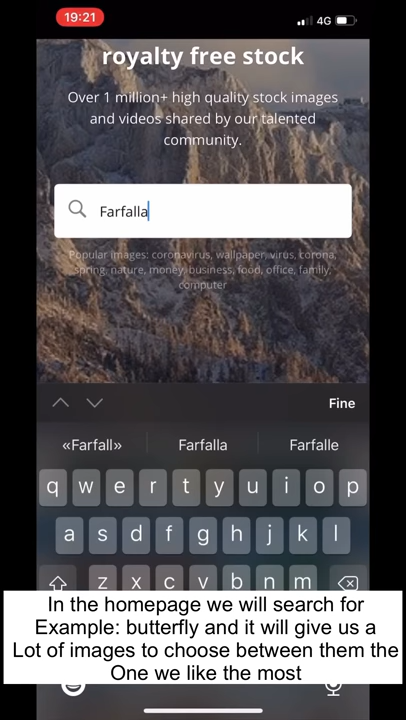 19:21
4G
royalty free stock
Over 1 million+ high quality stock images
and videos shared by our talented
community.
Farfalla
Popular images: coronavirus, wallpaper, virus, corona,
spring, nature, money, business, food, office, family,
computer
Fine
«Farfall» Farfalla Farfalle
q w e r t y u i o p
a s d f g h j k l
z x c v b n m
In the homepage we will search for
Example: butterfly and it will give us a
Lot of images to choose between them the
One we like the most